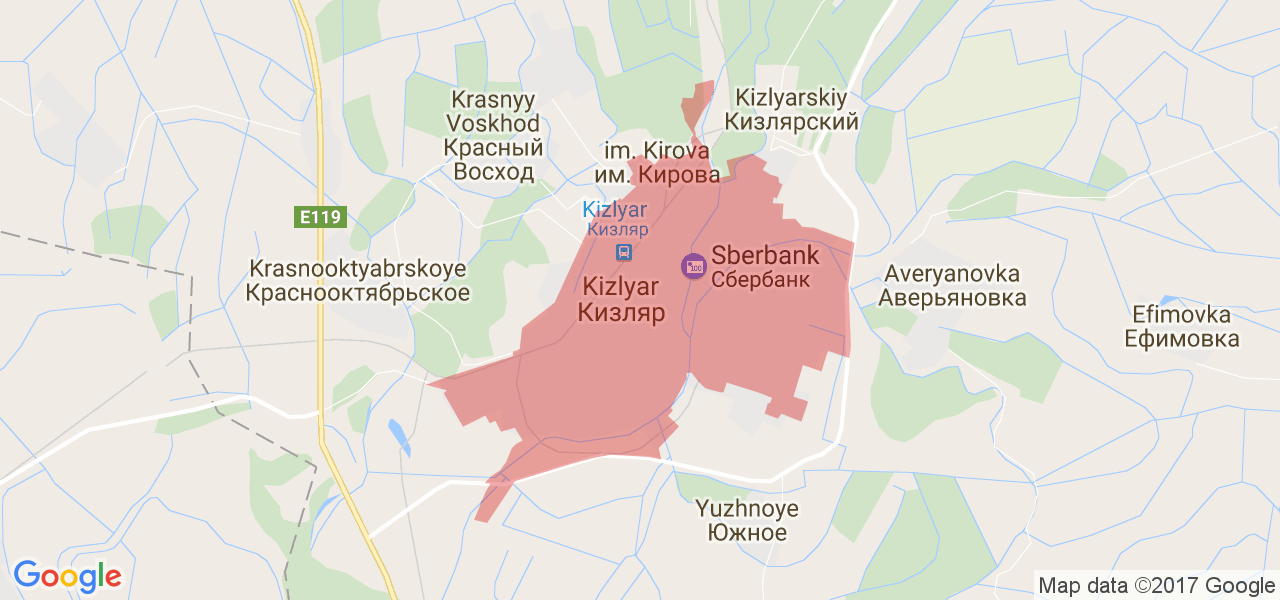 Krasnyy
Voskhod
Красный
Восход
Kizlyarskiy
Кизлярский
im. Kirova
им. Кирова
Kizlyar
Кизляр
E119
Sberbank
Сбербанк
Krasnooktyabrskoye
Краснооктябрьское
Kizlyar
Кизляр
Averyanovka
Аверьяновка
Efimovka
Ефимовка
Yuzhnoye
Южное
Google
Map data ©2017 Google